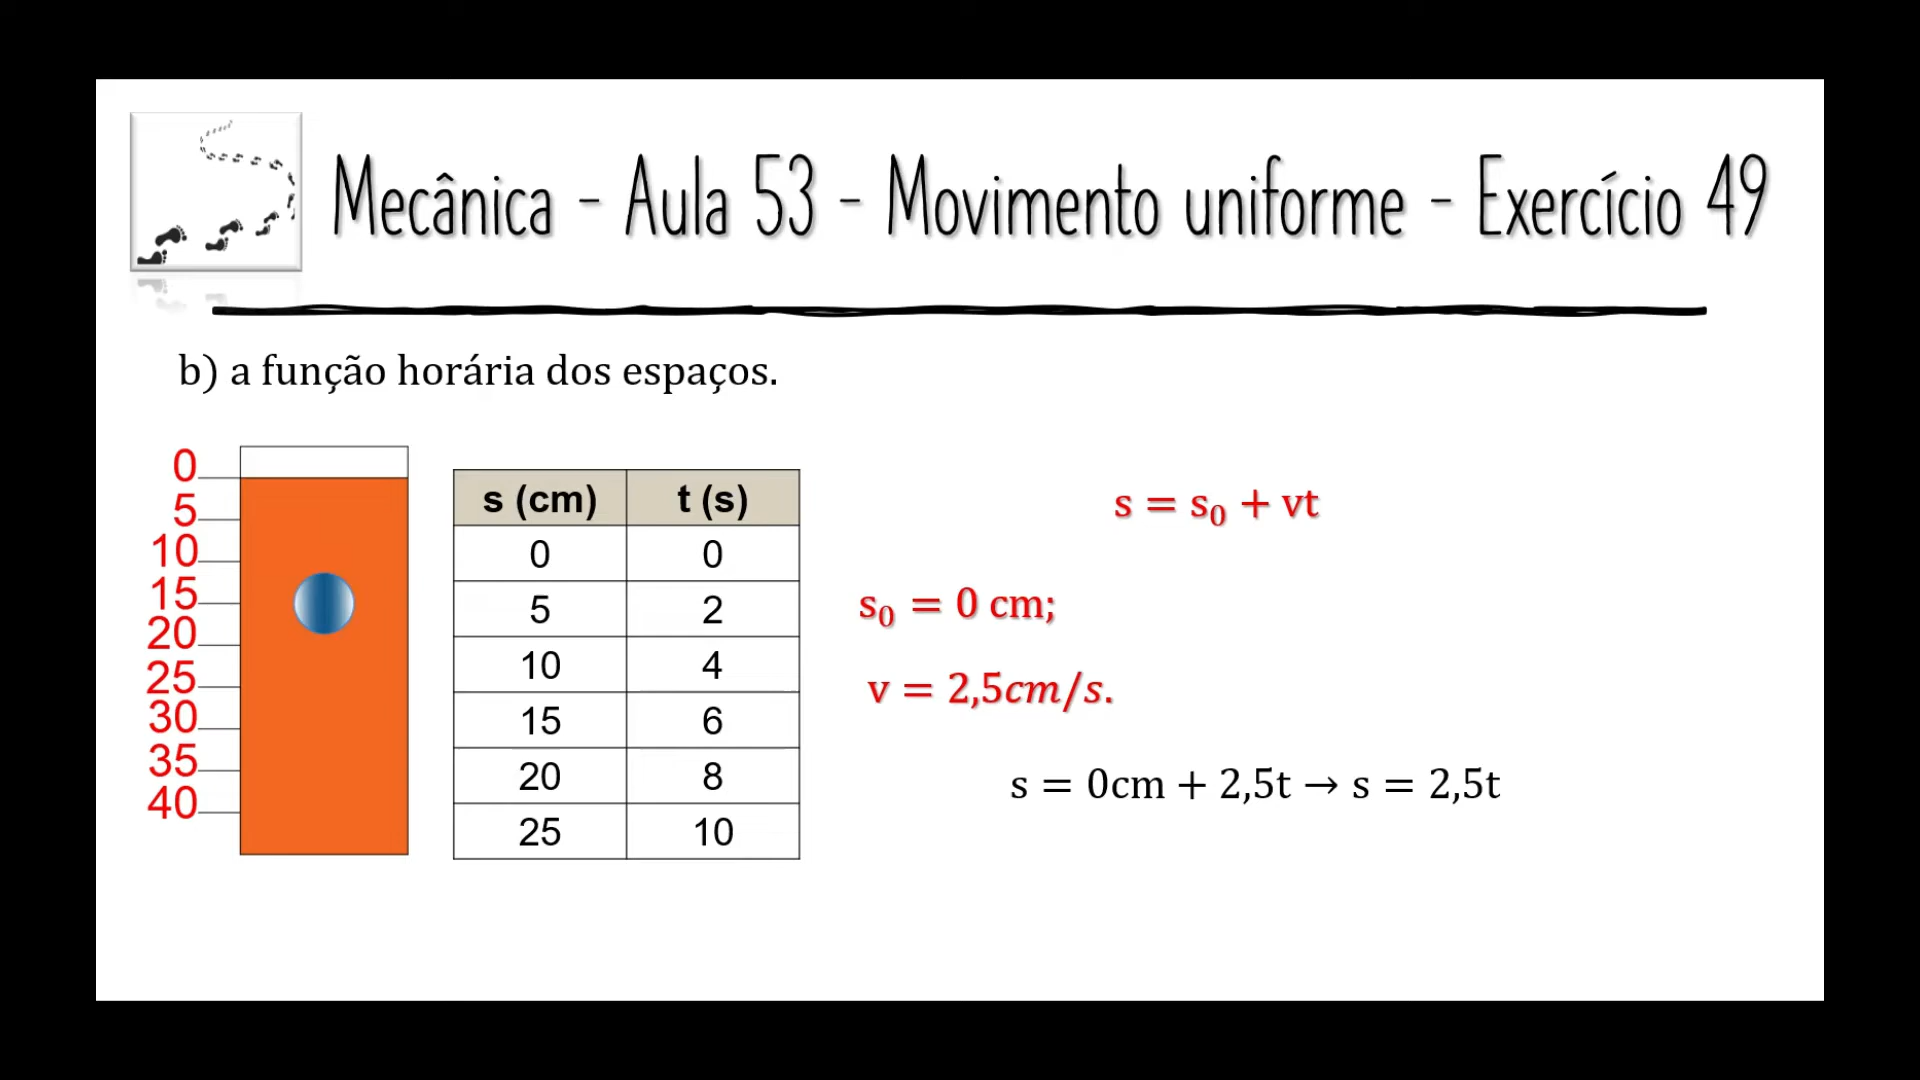 Mecânica - Aula 53 - Movimento uniforme - Exercício 49
b) a função horária dos espaços.
0
5
10
15
20
25
30
35
40
s (cm) t (s)
0 0
5 2
10 4
15 6
20 8
25 10
s = s₀ + vt
s₀ = 0 cm;
v = 2,5cm/s.
s = 0cm + 2,5t → s = 2,5t